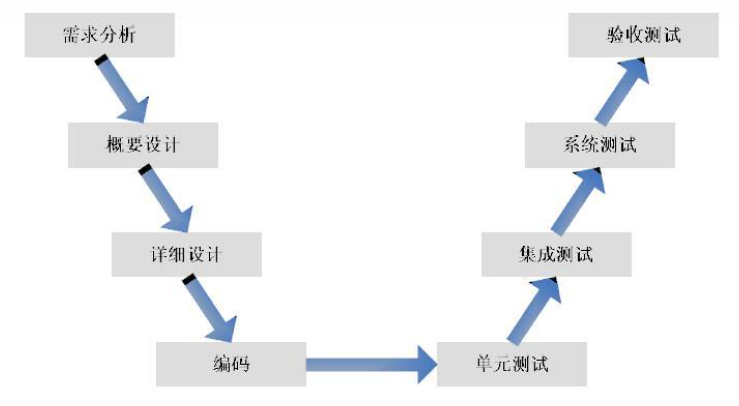 需求分析
验收测试
概要设计
系统测试
详细设计
集成测试
编码
单元测试